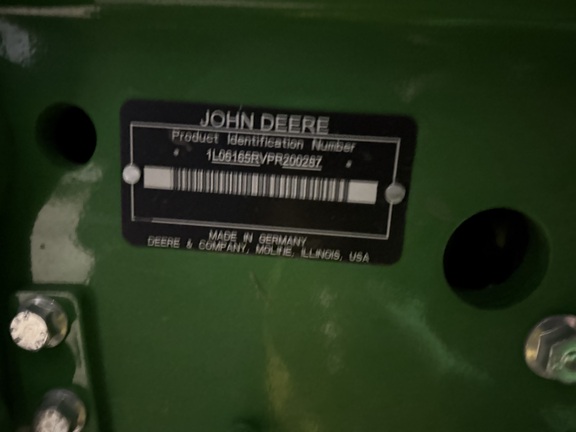 JOHN DEERE
Product Identification Number
* 1L06165RVPR200287 *
MADE IN GERMANY
DEERE & COMPANY, MOLINE, ILLINOIS, USA